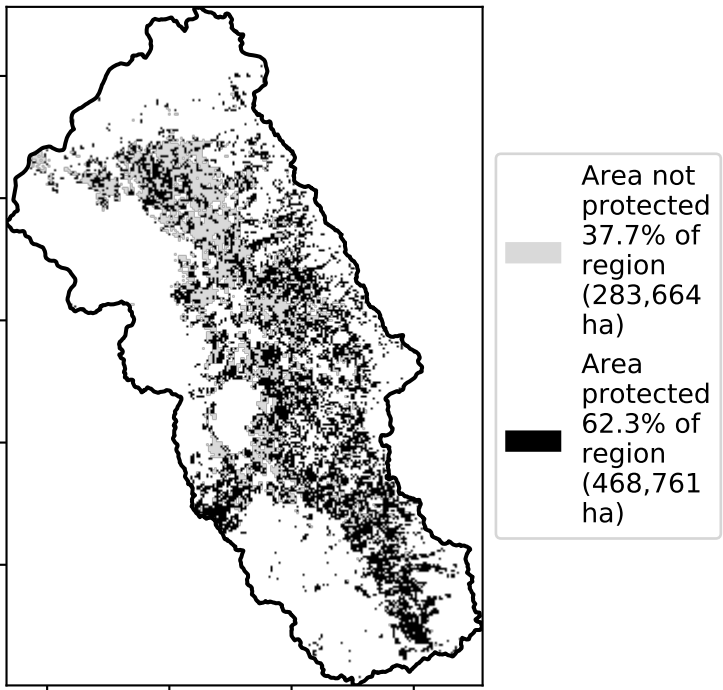 Area not
protected
37.7% of
region
(283,664
ha)
Area
protected
62.3% of
region
(468,761
ha)